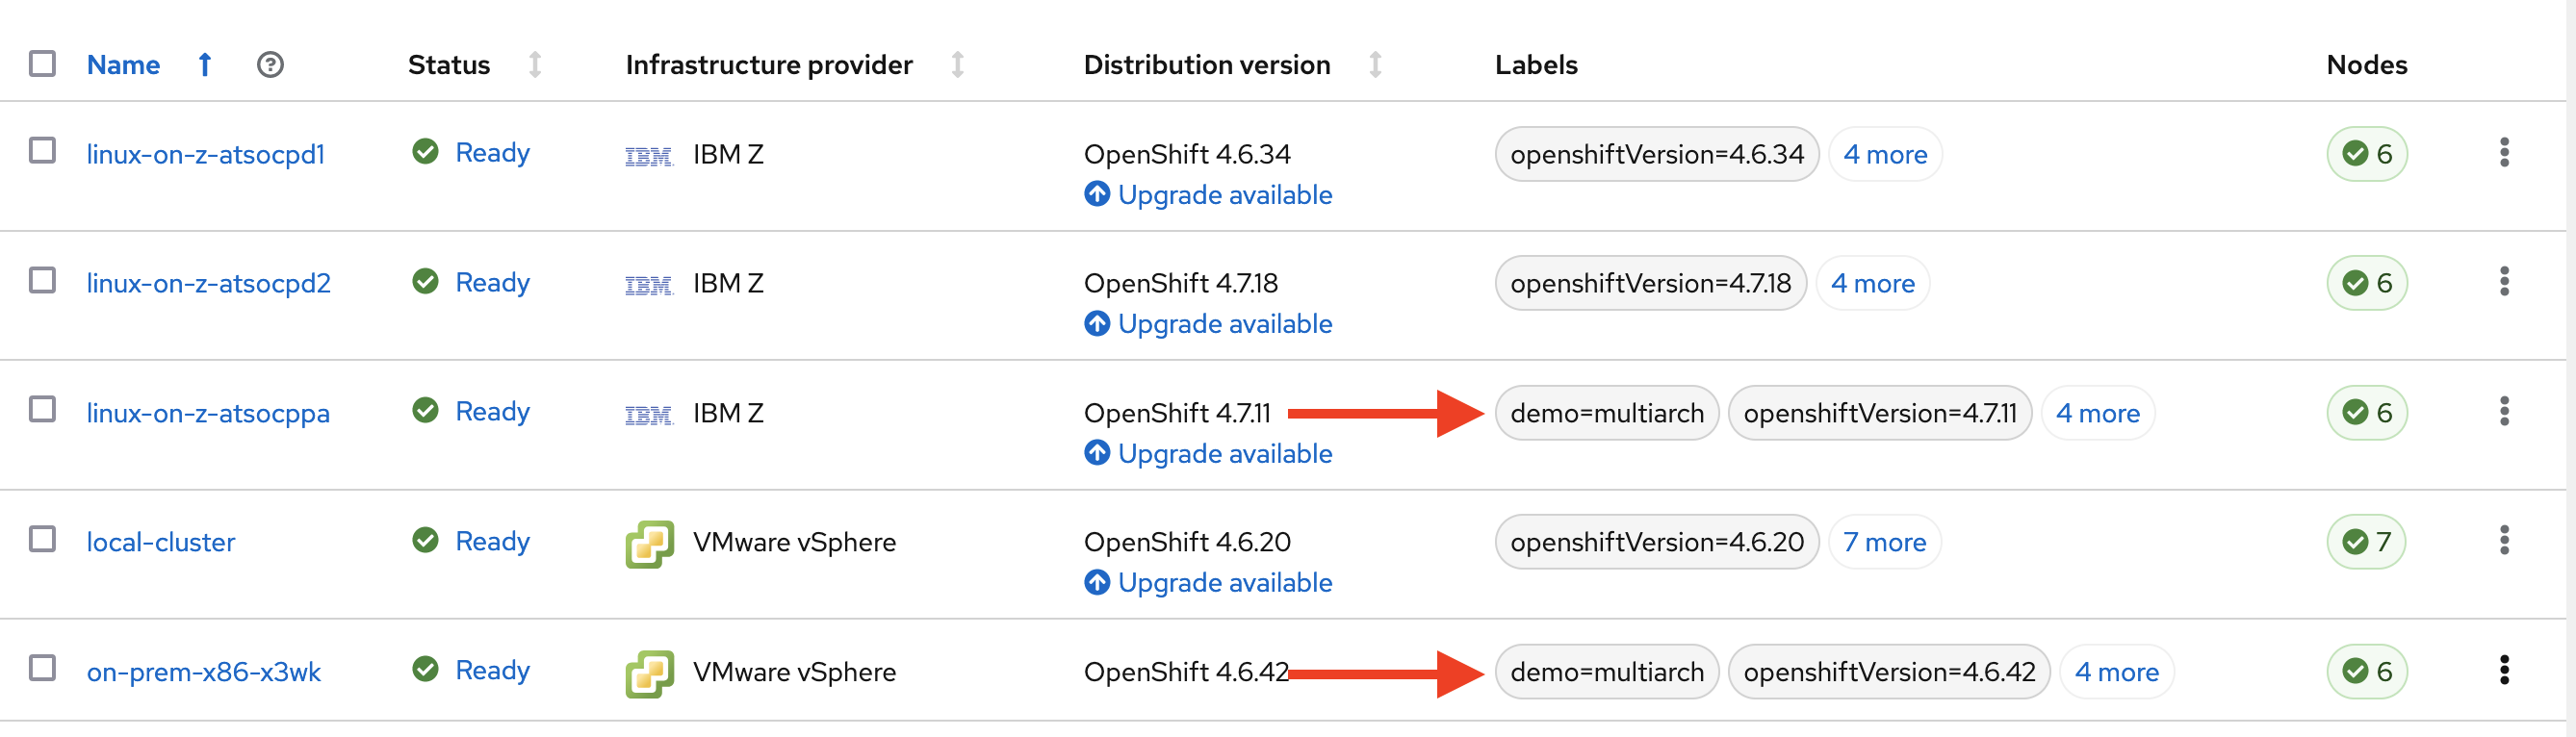 Name Status Infrastructure provider Distribution version Labels Nodes
linux-on-z-atsocpd1 Ready IBM IBM Z OpenShift 4.6.34 openshiftVersion=4.6.34 4 more 6
Upgrade available
linux-on-z-atsocpd2 Ready IBM IBM Z OpenShift 4.7.18 openshiftVersion=4.7.18 4 more 6
Upgrade available
linux-on-z-atsocppa Ready IBM IBM Z OpenShift 4.7.11 demo=multiarch openshiftVersion=4.7.11 4 more 6
Upgrade available
local-cluster Ready VMware vSphere OpenShift 4.6.20 openshiftVersion=4.6.20 7 more 7
Upgrade available
on-prem-x86-x3wk Ready VMware vSphere OpenShift 4.6.42 demo=multiarch openshiftVersion=4.6.42 4 more 6